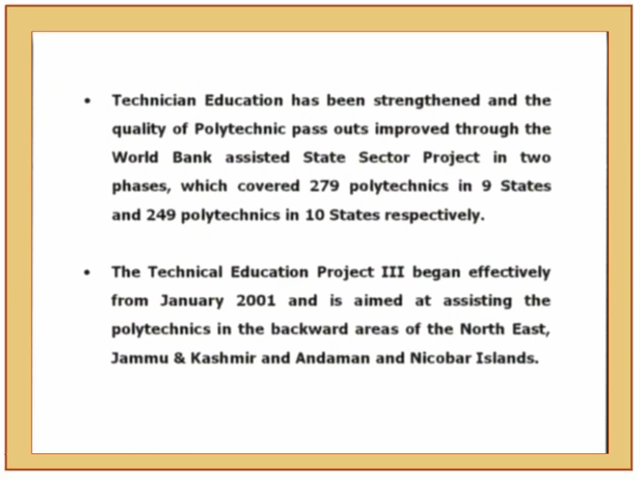 • Technician Education has been strengthened and the
quality of Polytechnic pass outs improved through the
World Bank assisted State Sector Project in two
phases, which covered 279 polytechnics in 9 States
and 249 polytechnics in 10 States respectively.
• The Technical Education Project III began effectively
from January 2001 and is aimed at assisting the
polytechnics in the backward areas of the North East,
Jammu & Kashmir and Andaman and Nicobar Islands.